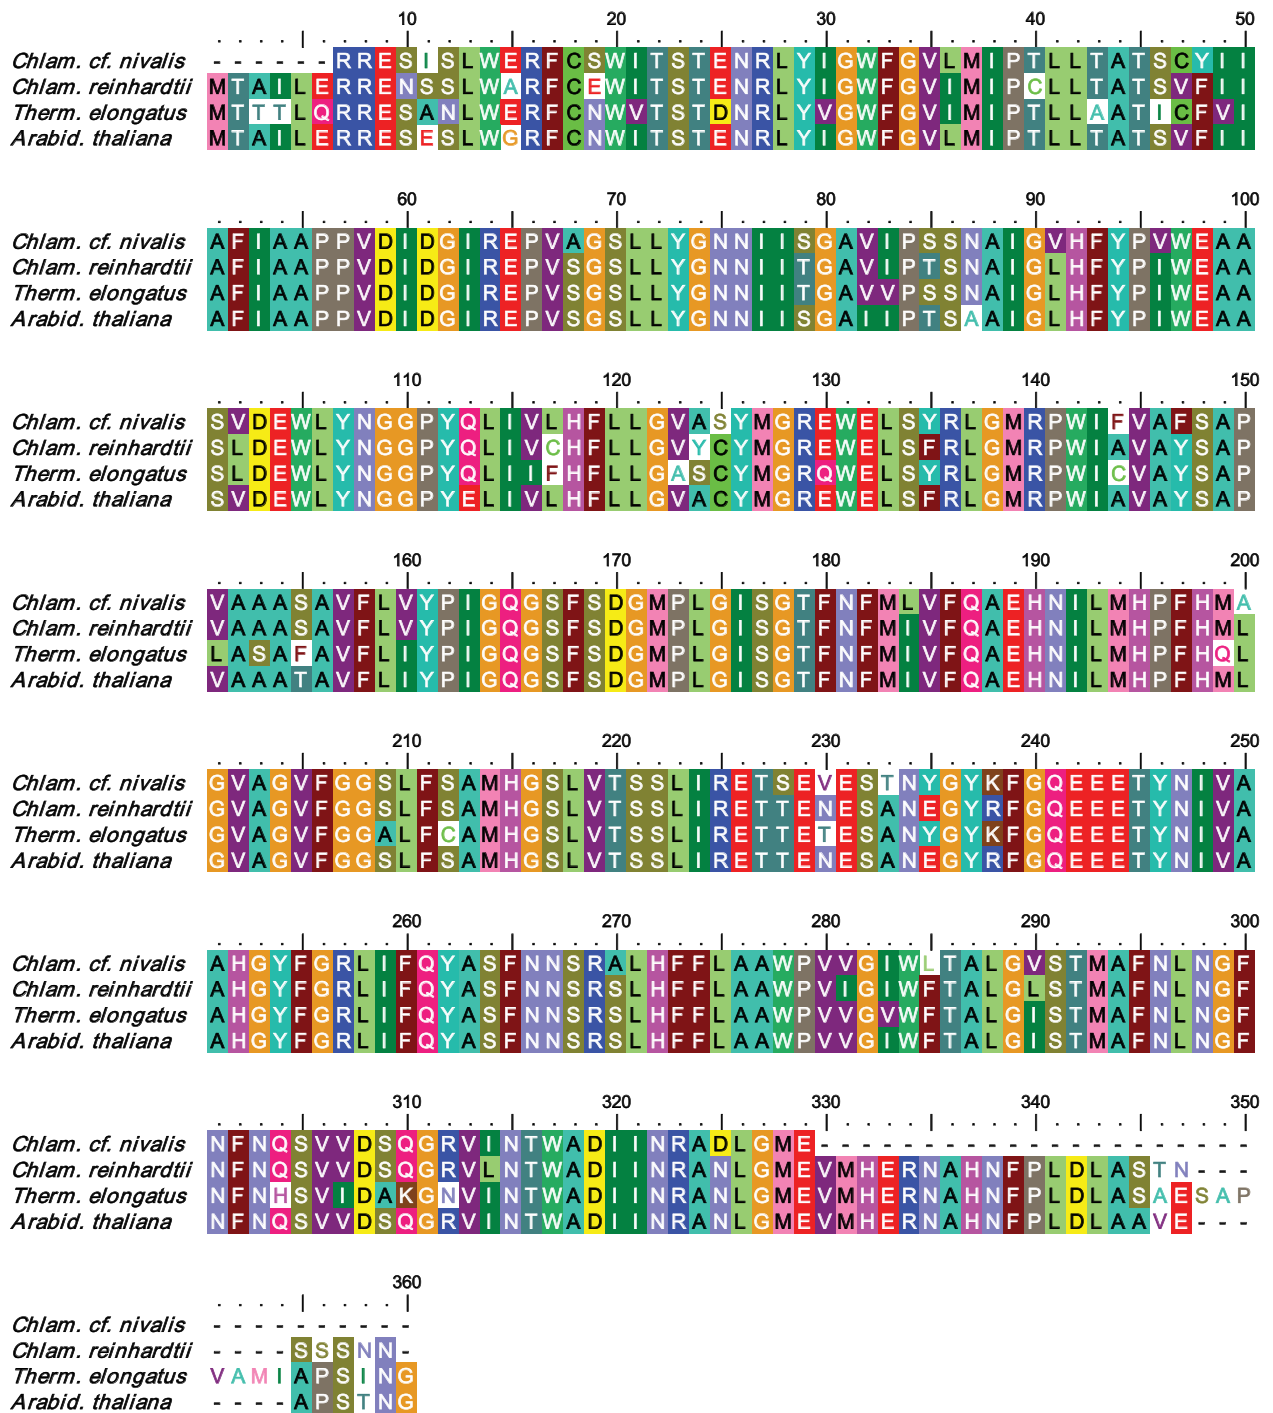 10 20 30 40 50
Chlam. cf. nivalis ------RRESISLWERFCSWITSTENRLYIGWFGVLMIPTLLTATSCYII
Chlam. reinhardtii MTAILERRENSSLWARFCEWITSTENRLYIGWFGVIMIPCLLTATSVFII
Therm. elongatus MTTTLQRRESANLWERFCNWVTSTDNRLYVGWFGVIMIPTLLAATICFVI
Arabid. thaliana MTAILERRESESLWGRFCNWITSTENRLYIGWFGVLMIPTLLTATSVFII
60 70 80 90 100
Chlam. cf. nivalis AFIAAPPVDIDGIREPVAGSLLYGNNIISGAVIPSSNAIGVHFYPVWEAA
Chlam. reinhardtii AFIAAPPVDIDGIREPVSGSLLYGNNIITGAVIPTSNAIGLHFYPIWEAA
Therm. elongatus AFIAAPPVDIDGIREPVSGSLLYGNNIITGAVVPSSNAIGLHFYPIWEAA
Arabid. thaliana AFIAAPPVDIDGIREPVSGSLLYGNNIISGAIIPTSAAIGLHFYPIWEAA
110 120 130 140 150
Chlam. cf. nivalis SVDEWLYNGGPYQLIVLHFLLGVASYMGREWELSYRLGMRPWIFVAFSAP
Chlam. reinhardtii SLDEWLYNGGPYQLIVCHFLLGVYCYMGREWELSFRLGMRPWIAVAYSAP
Therm. elongatus SLDEWLYNGGPYQLIIFHFLLGASCYMGRQWELSYRLGMRPWICVAYSAP
Arabid. thaliana SVDEWLYNGGPYELIVLHFLLGVACYMGREWELSFRLGMRPWIAVAYSAP
160 170 180 190 200
Chlam. cf. nivalis VAAASAVFLVYPIGQGSFSDGMPLGISGTFNFMLVFQAEHNILMHPFHMA
Chlam. reinhardtii VAAASAVFLVYPIGQGSFSDGMPLGISGTFNFMIVFQAEHNILMHPFHML
Therm. elongatus LASAFAVFLIYPIGQGSFSDGMPLGISGTFNFMIVFQAEHNILMHPFHQL
Arabid. thaliana VAAATAVFLIYPIGQGSFSDGMPLGISGTFNFMIVFQAEHNILMHPFHML
210 220 230 240 250
Chlam. cf. nivalis GVAGVFGGSLFSAMHGSLVTSSLIRETSEVESTNYGYKFGQEEETYNIVA
Chlam. reinhardtii GVAGVFGGSLFSAMHGSLVTSSLIRETTENESANEGYRFGQEEETYNIVA
Therm. elongatus GVAGVFGGALFCAMHGSLVTSSLIRETTETESANYGYKFGQEEETYNIVA
Arabid. thaliana GVAGVFGGSLFSAMHGSLVTSSLIRETTENESANEGYRFGQEEETYNIVA
260 270 280 290 300
Chlam. cf. nivalis AHGYFGRLIFQYASFNNSRALHFFLAAWPVVGIWLTALGVSTMAFNLNGF
Chlam. reinhardtii AHGYFGRLIFQYASFNNSRSLHFFLAAWPVIGIWFTALGLSTMAFNLNGF
Therm. elongatus AHGYFGRLIFQYASFNNSRSLHFFLAAWPVVGVWFTALGISTMAFNLNGF
Arabid. thaliana AHGYFGRLIFQYASFNNSRSLHFFLAAWPVVGIWFTALGISTMAFNLNGF
310 320 330 340 350
Chlam. cf. nivalis NFNQSVVDSQGRVINTWADIINRADLGME---------------------
Chlam. reinhardtii NFNQSVVDSQGRVLNTWADIINRANLGMEVMHERNAHNFPLDLASTN---
Therm. elongatus NFNHSVIDAKGNVINTWADIINRANLGMEVMHERNAHNFPLDLASAESAP
Arabid. thaliana NFNQSVVDSQGRVINTWADIINRANLGMEVMHERNAHNFPLDLAAVE---
360
Chlam. cf. nivalis ----------
Chlam. reinhardtii ----SSSNN-
Therm. elongatus VAMIAPSING
Arabid. thaliana ----APSTNG